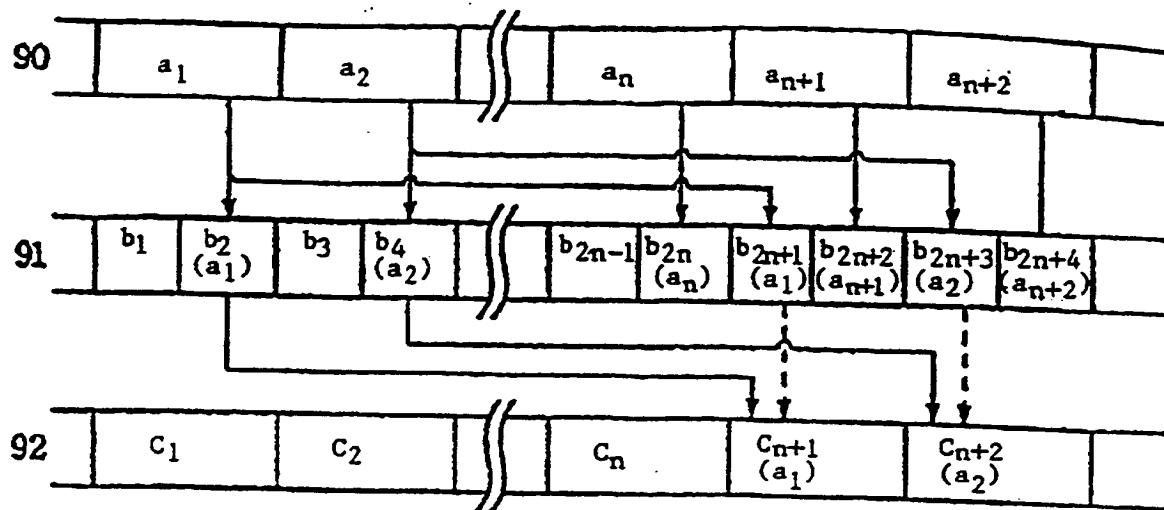 90 a₁ a₂ aₙ aₙ₊₁ aₙ₊₂
91 b₁ b₂ b₃ b₄ b₂ₙ₋₁ b₂ₙ b₂ₙ₊₁ b₂ₙ₊₂ b₂ₙ₊₃ b₂ₙ₊₄
(a₁) (a₂) (aₙ) (a₁) (aₙ₊₁) (a₂) (aₙ₊₂)
92 C₁ C₂ Cₙ Cₙ₊₁ Cₙ₊₂
(a₁) (a₂)